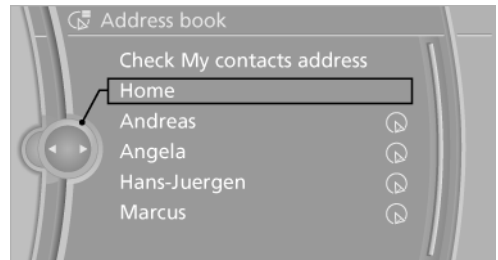 Address book
Check My contacts address
Home
Andreas
Angela
Hans-Juergen
Marcus